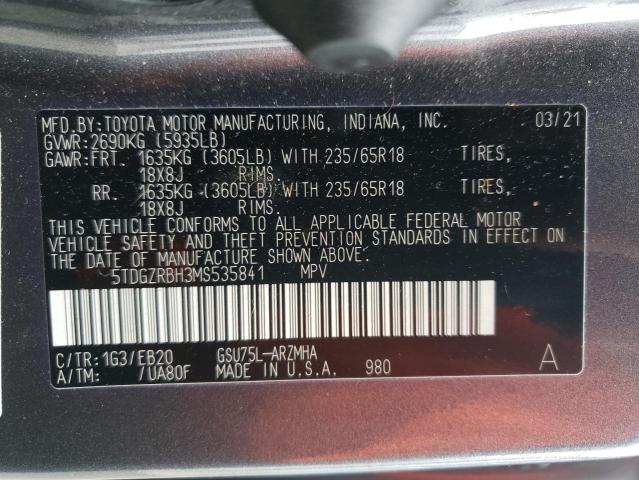 MFD.BY:TOYOTA MOTOR MANUFACTURING, INDIANA, INC. 03/21
GVWR:2690KG (5935LB)
GAWR:FRT. 1635KG (3605LB) WITH 235/65R18 TIRES,
18X8J RIMS.
RR. 1635KG (3605LB) WITH 235/65R18 TIRES,
18X8J RIMS.
THIS VEHICLE CONFORMS TO ALL APPLICABLE FEDERAL MOTOR
VEHICLE SAFETY AND THEFT PREVENTION STANDARDS IN EFFECT ON
THE DATE OF MANUFACTURE SHOWN ABOVE.
5TDGZRBH3MS535841 MPV
C/TR:1G3/EB20 GSU75L-ARZMHA A
A/TM: /UA80F MADE IN U.S.A. 980